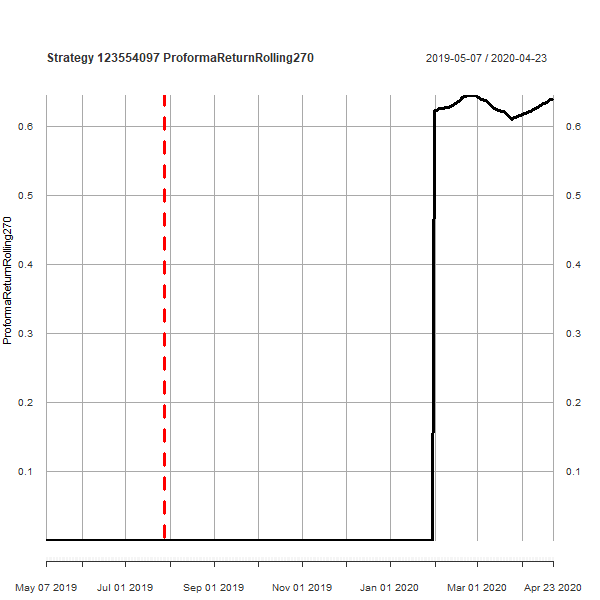 Strategy 123554097 ProformaReturnRolling270
2019-05-07 / 2020-04-23
ProformaReturnRolling270
0.6
0.5
0.4
0.3
0.2
0.1
0.6
0.5
0.4
0.3
0.2
0.1
May 07 2019
Jul 01 2019
Sep 01 2019
Nov 01 2019
Jan 01 2020
Mar 01 2020
Apr 23 2020